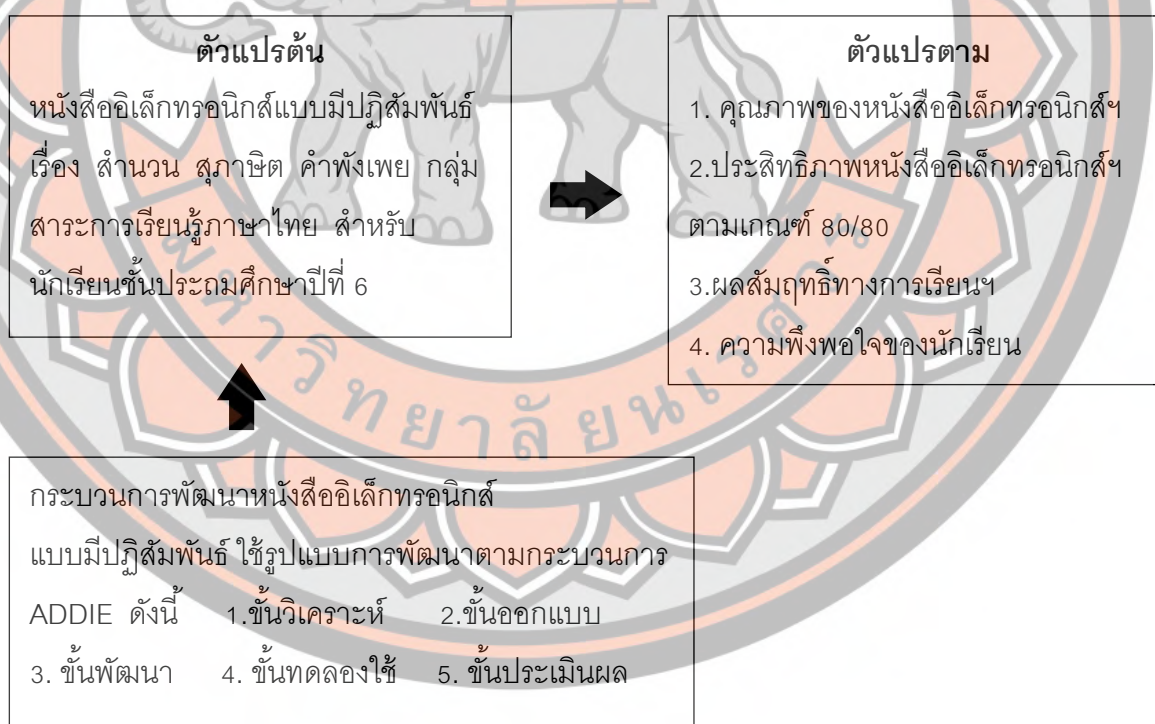 ตัวแปรต้น
หนังสืออิเล็กทรอนิกส์แบบมีปฏิสัมพันธ์
เรื่อง สำนวน สุภาษิต คำพังเพย กลุ่ม
สาระการเรียนรู้ภาษาไทย สำหรับ
นักเรียนชั้นประถมศึกษาปีที่ 6
ตัวแปรตาม
1. คุณภาพของหนังสืออิเล็กทรอนิกส์ฯ
2.ประสิทธิภาพหนังสืออิเล็กทรอนิกส์ฯ
ตามเกณฑ์ 80/80
3.ผลสัมฤทธิ์ทางการเรียนฯ
4. ความพึงพอใจของนักเรียน
กระบวนการพัฒนาหนังสืออิเล็กทรอนิกส์
แบบมีปฏิสัมพันธ์ ใช้รูปแบบการพัฒนาตามกระบวนการ
ADDIE ดังนี้ 1.ขั้นวิเคราะห์ 2.ขั้นออกแบบ
3. ขั้นพัฒนา 4. ขั้นทดลองใช้ 5. ขั้นประเมินผล
มหาวิทยาลัยนเรศวร